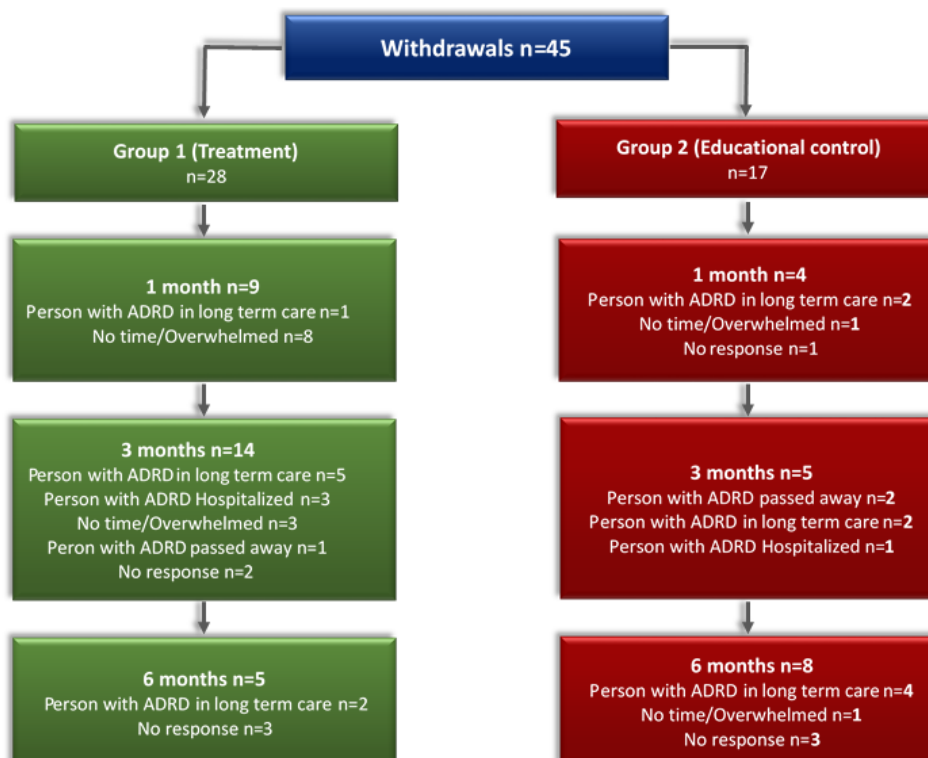 Withdrawals n=45
Group 1 (Treatment)
n=28
1 month n=9
Person with ADRD in long term care n=1
No time/Overwhelmed n=8
3 months n=14
Person with ADRD in long term care n=5
Person with ADRD Hospitalized n=3
No time/Overwhelmed n=3
Peron with ADRD passed away n=1
No response n=2
6 months n=5
Person with ADRD in long term care n=2
No response n=3
Group 2 (Educational control)
n=17
1 month n=4
Person with ADRD in long term care n=2
No time/Overwhelmed n=1
No response n=1
3 months n=5
Person with ADRD passed away n=2
Person with ADRD in long term care n=2
Person with ADRD Hospitalized n=1
6 months n=8
Person with ADRD in long term care n=4
No time/Overwhelmed n=1
No response n=3